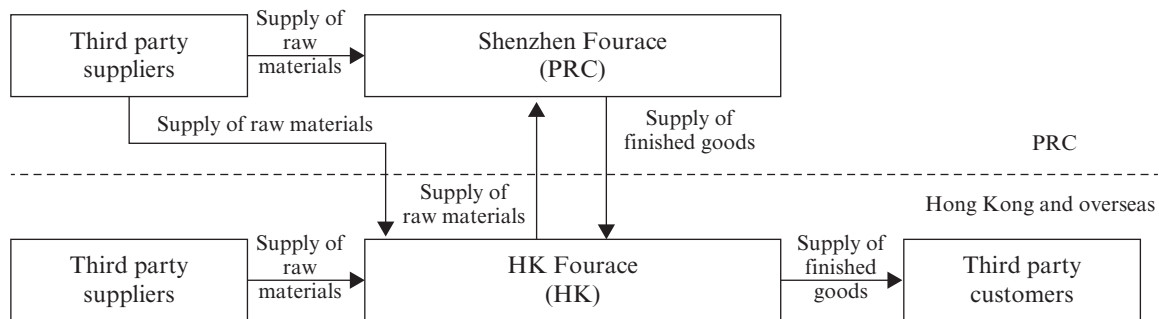 Third party
suppliers
Supply of
raw
materials
Shenzhen Fourace
(PRC)
Supply of raw materials
Supply of
finished goods
PRC
Supply of
raw materials
Hong Kong and overseas
Third party
suppliers
Supply of
raw
materials
HK Fourace
(HK)
Supply of
finished
goods
Third party
customers